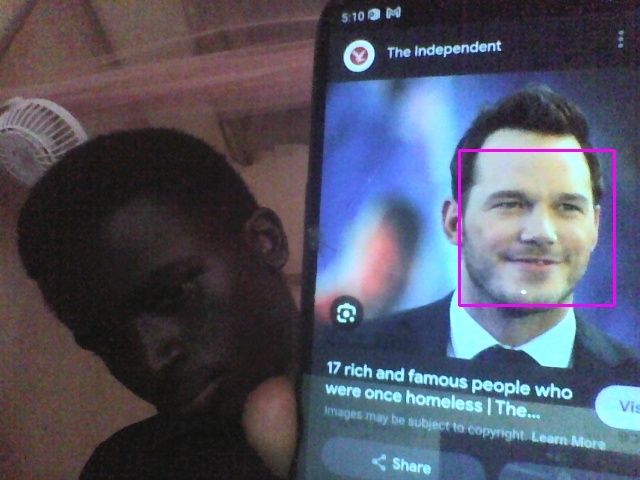 5:10
The Independent
17 rich and famous people who
were once homeless | The...
Images may be subject to copyright. Learn More
Vis
Share